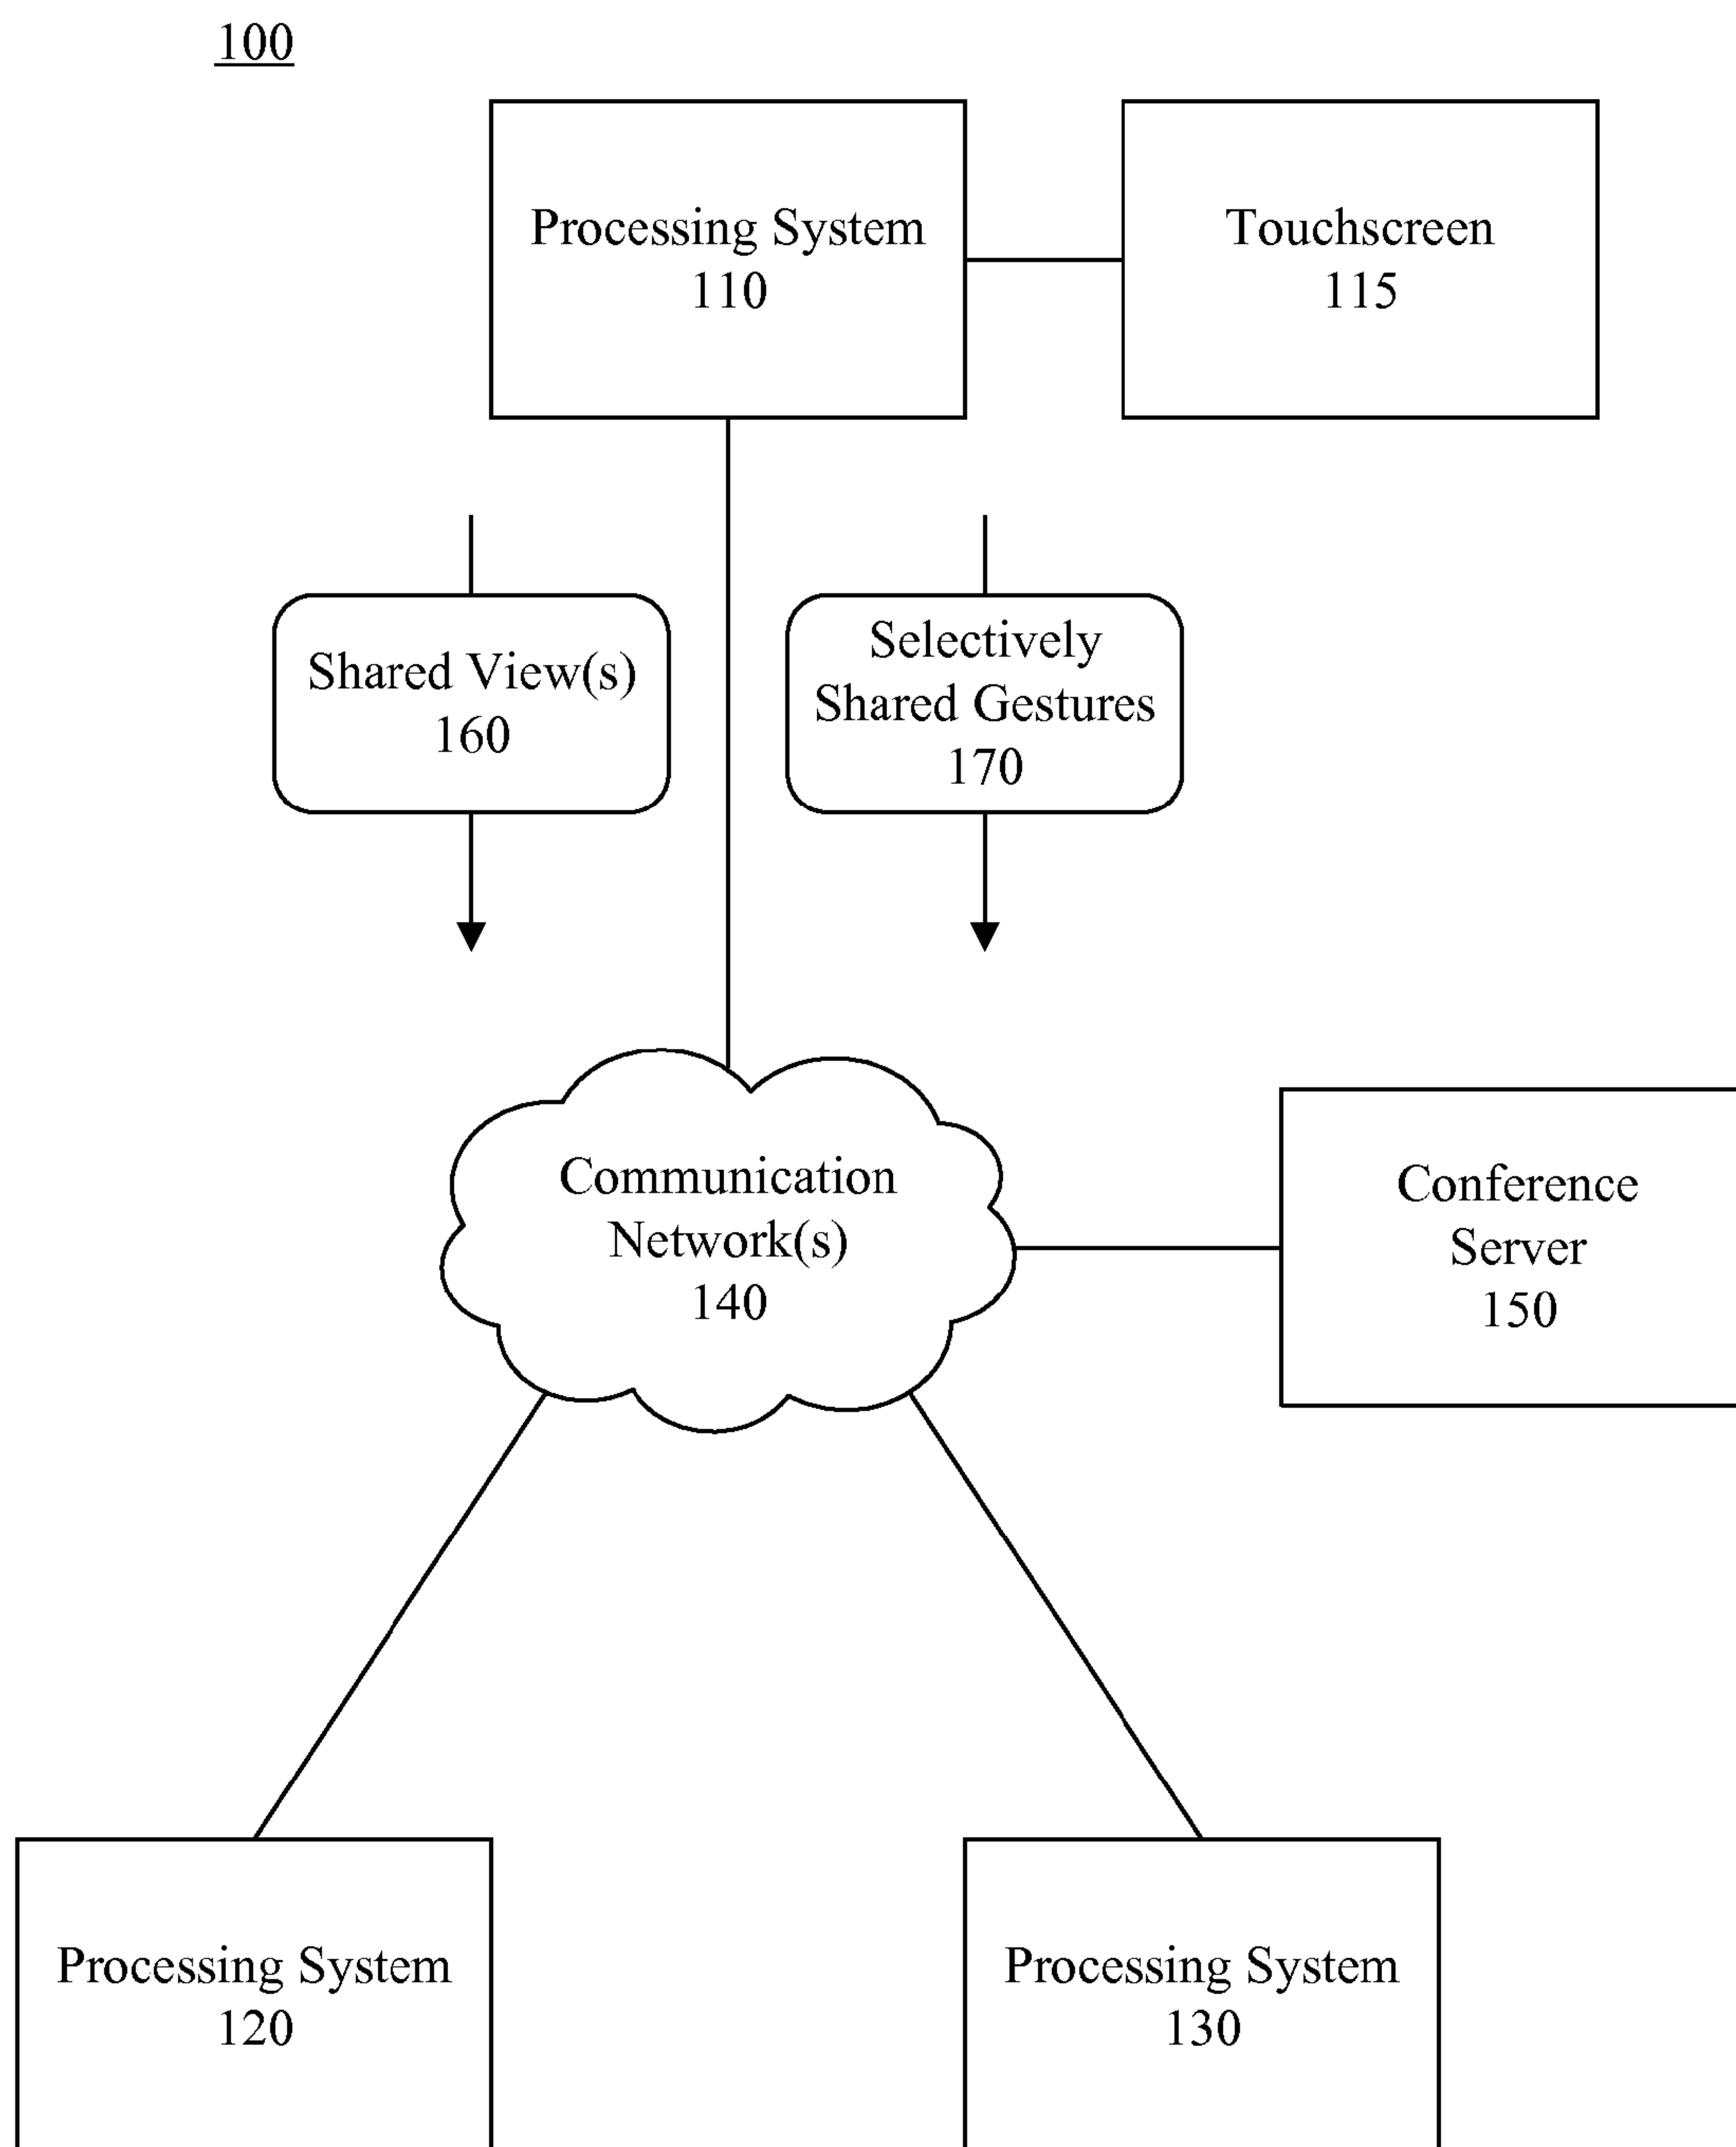 100
Processing System
110
Touchscreen
115
Shared View(s)
160
Selectively
Shared Gestures
170
Communication
Network(s)
140
Conference
Server
150
Processing System
120
Processing System
130